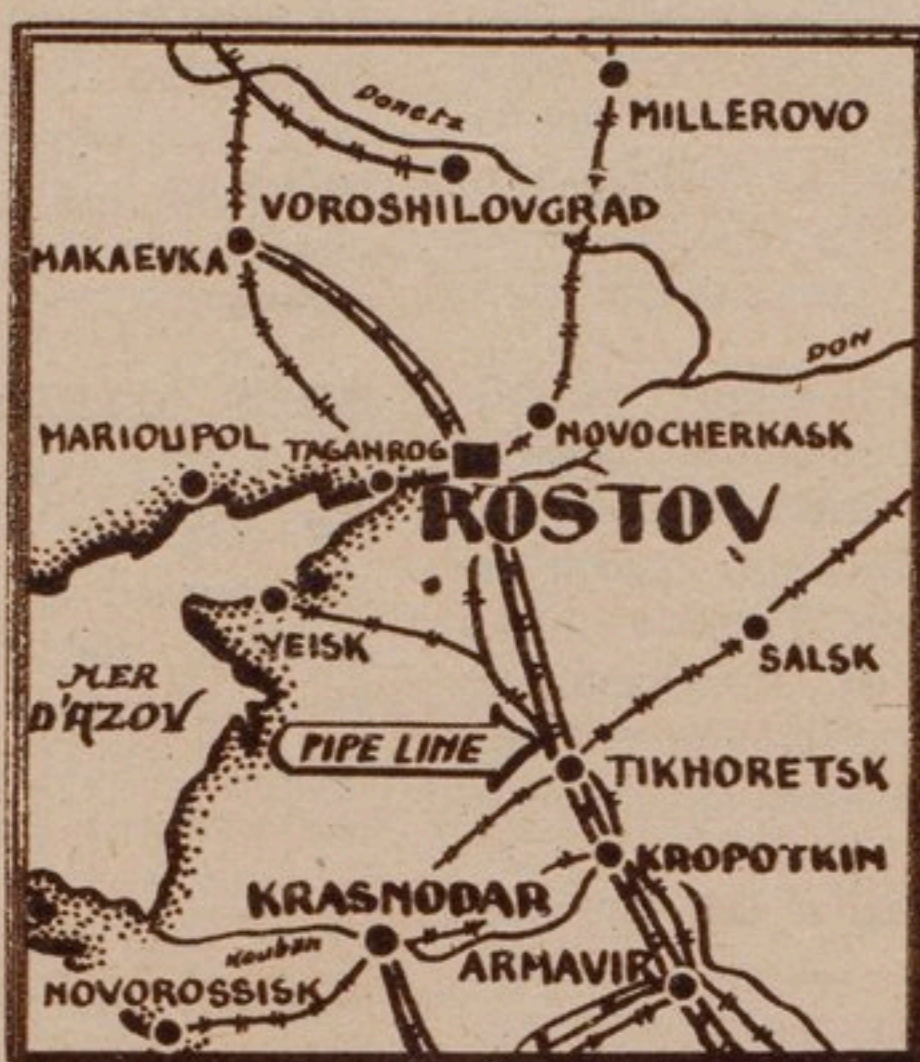 Donetz
MILLEROVO
VOROSHILOVGRAD
MAKAEVKA
DON
MARIOUPOL
TAGANROG
NOVOCHERKASK
ROSTOV
YEISK
SALSK
MER
D'AZOV
PIPE LINE
TIKHORETSK
KROPOTKIN
KRASNODAR
Kouban
ARMAVIR
NOVOROSSISK